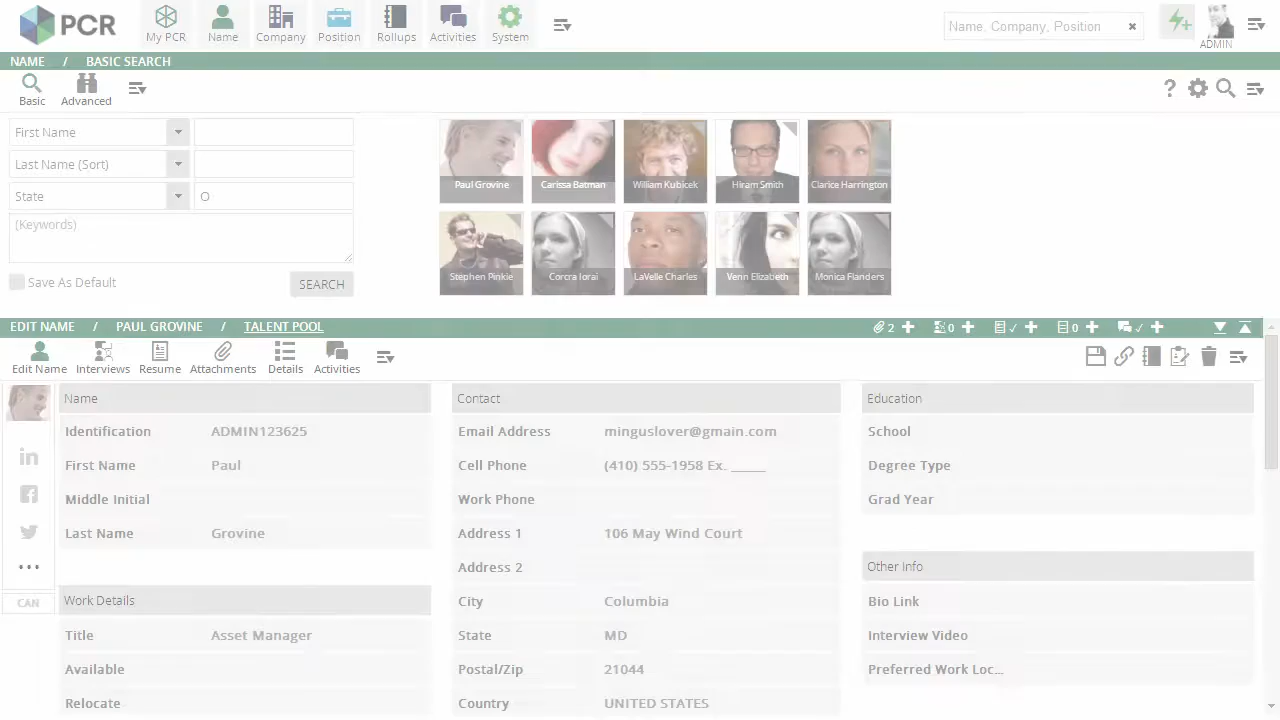 PCR
My PCR
Name
Company
Position
Rollups
Activities
System
Name, Company, Position
ADMIN
NAME / BASIC SEARCH
Basic
Advanced
First Name
Last Name (Sort)
State
O
(Keywords)
Save As Default
SEARCH
Paul Grovine
Carissa Batman
William Kubicek
Hiram Smith
Clarice Harrington
Stephen Pinkie
Corcra Iorai
LaVelle Charles
Venn Elizabeth
Monica Flanders
EDIT NAME / PAUL GROVINE / TALENT POOL
2
0
0
Edit Name
Interviews
Resume
Attachments
Details
Activities
CAN
Name
Identification ADMIN123625
First Name Paul
Middle Initial
Last Name Grovine
Work Details
Title Asset Manager
Available
Relocate
Contact
Email Address minguslover@gmain.com
Cell Phone (410) 555-1958 Ex. _____
Work Phone
Address 1 106 May Wind Court
Address 2
City Columbia
State MD
Postal/Zip 21044
Country UNITED STATES
Education
School
Degree Type
Grad Year
Other Info
Bio Link
Interview Video
Preferred Work Loc...